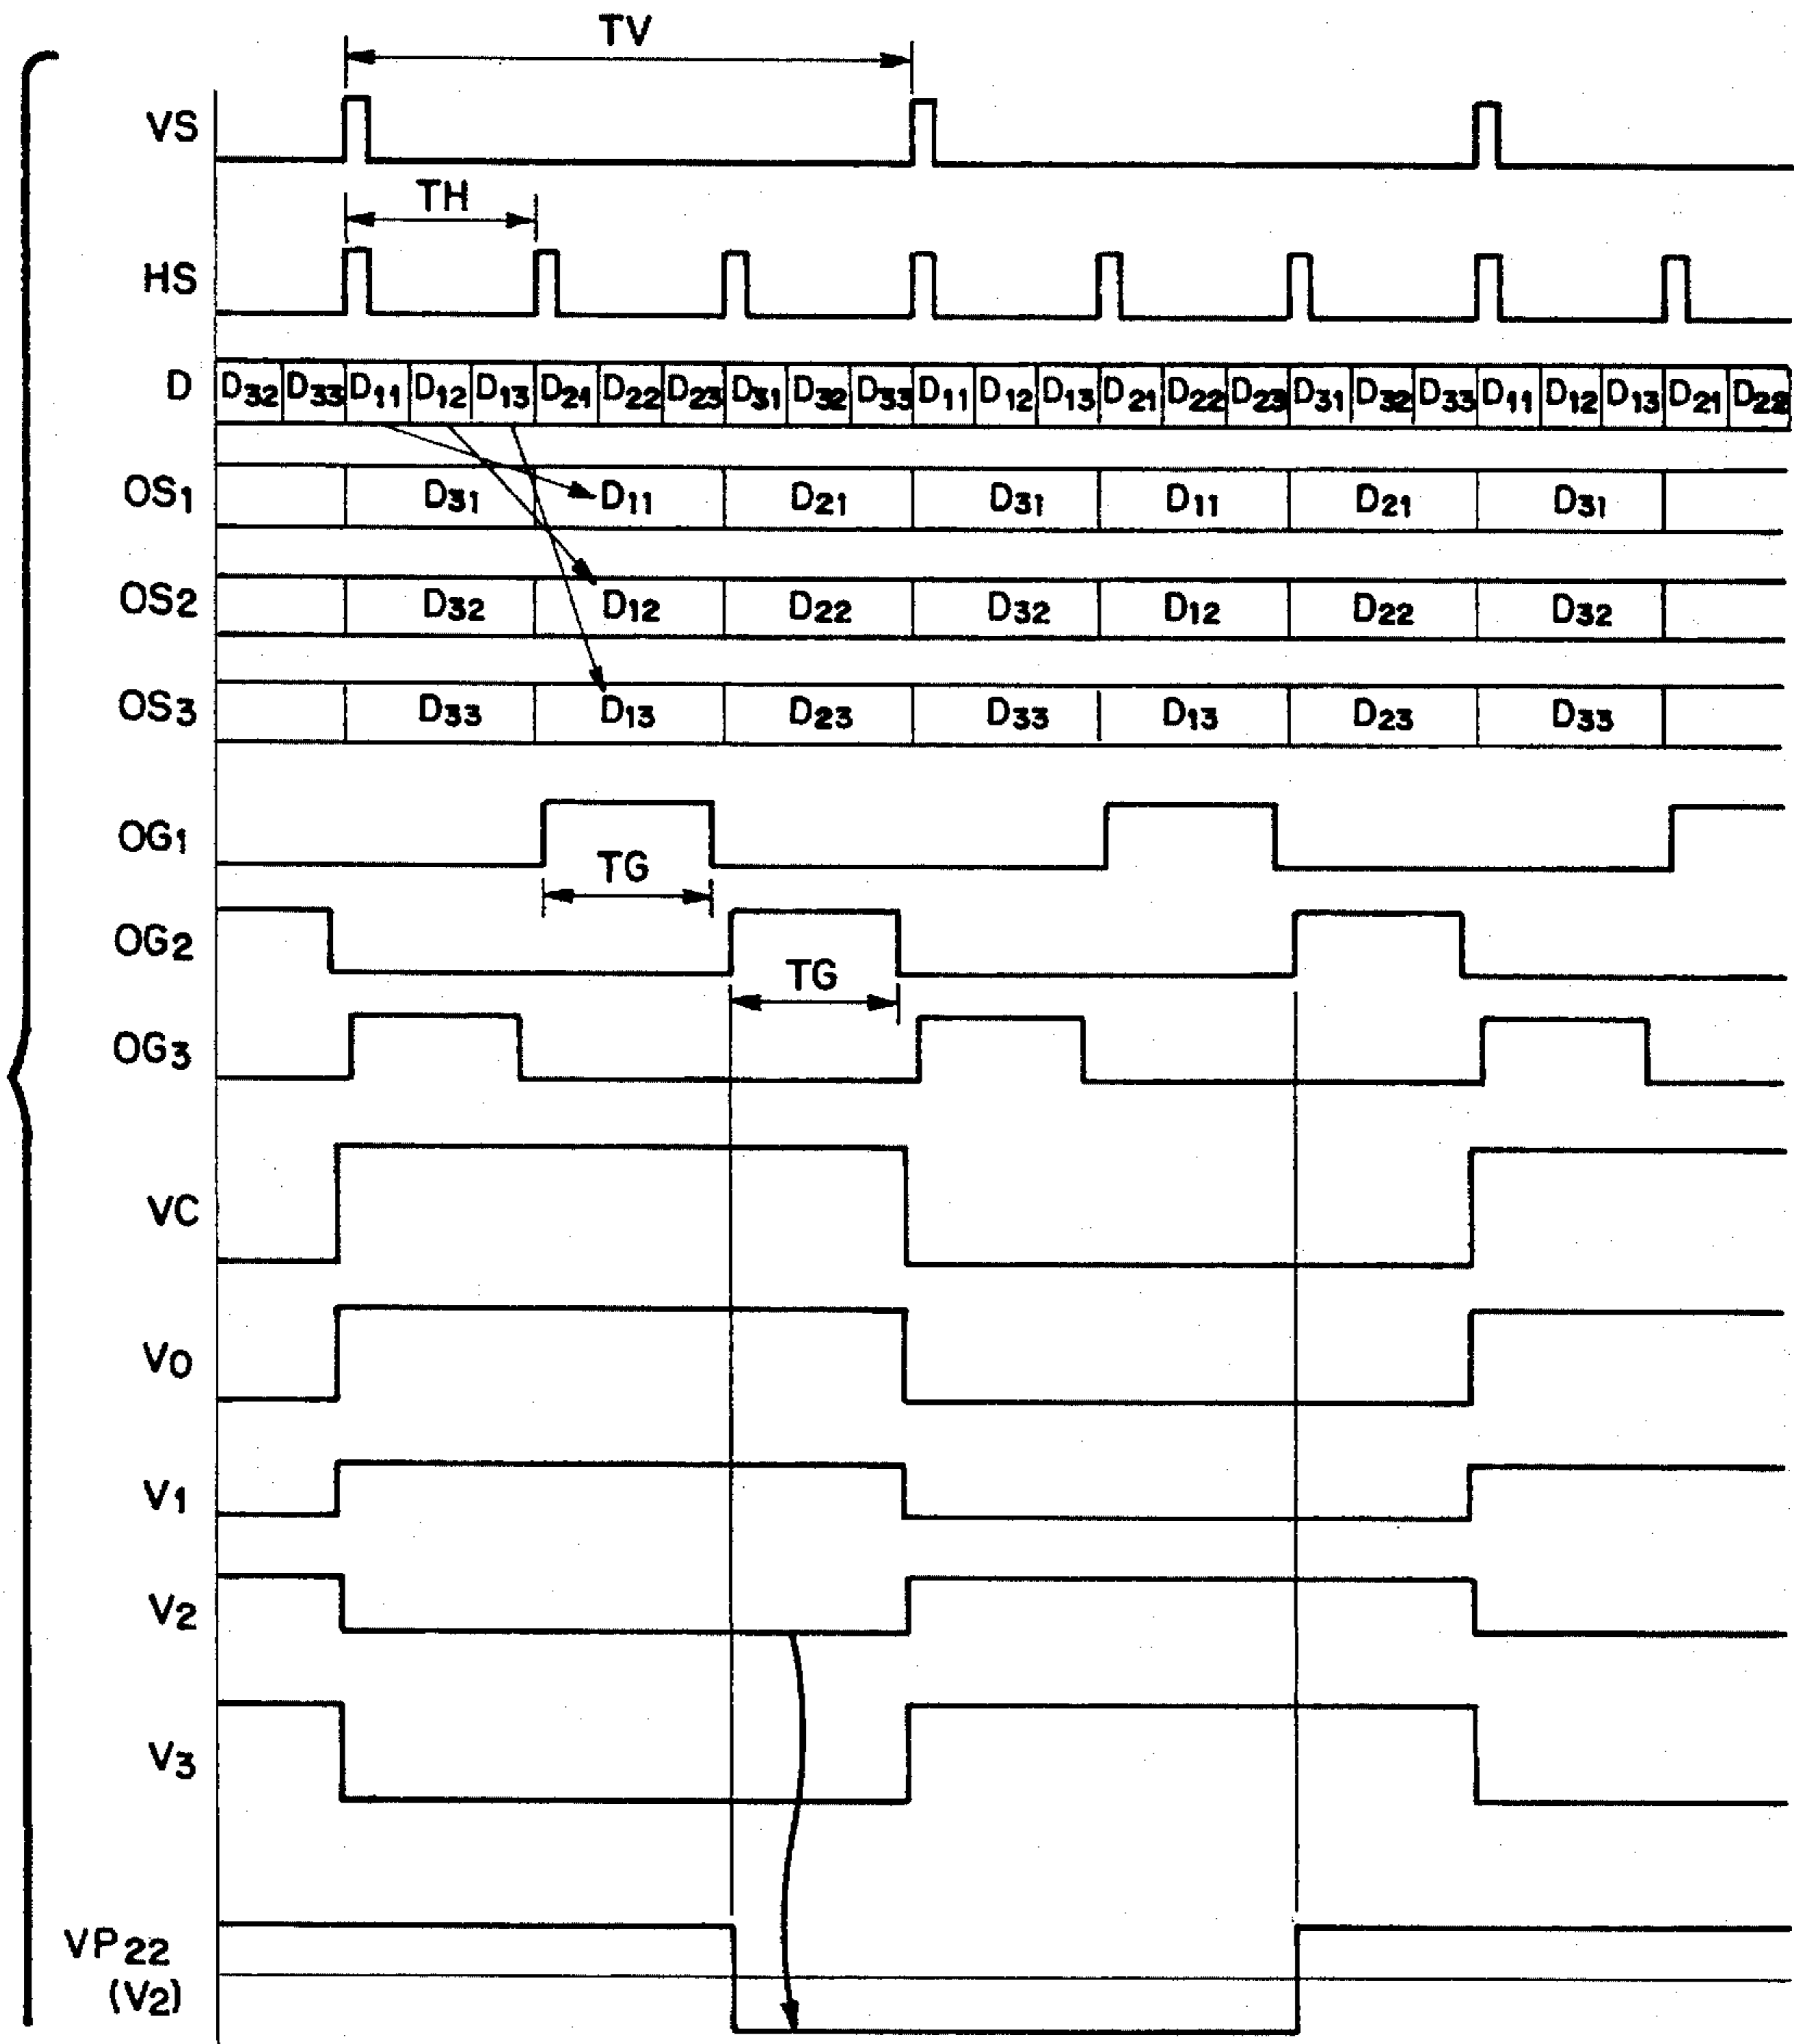 TV
VS
TH
HS
D D32 D33 D11 D12 D13 D21 D22 D23 D31 D32 D33 D11 D12 D13 D21 D22 D23 D31 D32 D33 D11 D12 D13 D21 D22
OS1 D31 D11 D21 D31 D11 D21 D31
OS2 D32 D12 D22 D32 D12 D22 D32
OS3 D33 D13 D23 D33 D13 D23 D33
OG1
TG
OG2
TG
OG3
VC
V0
V1
V2
V3
VP22
(V2)